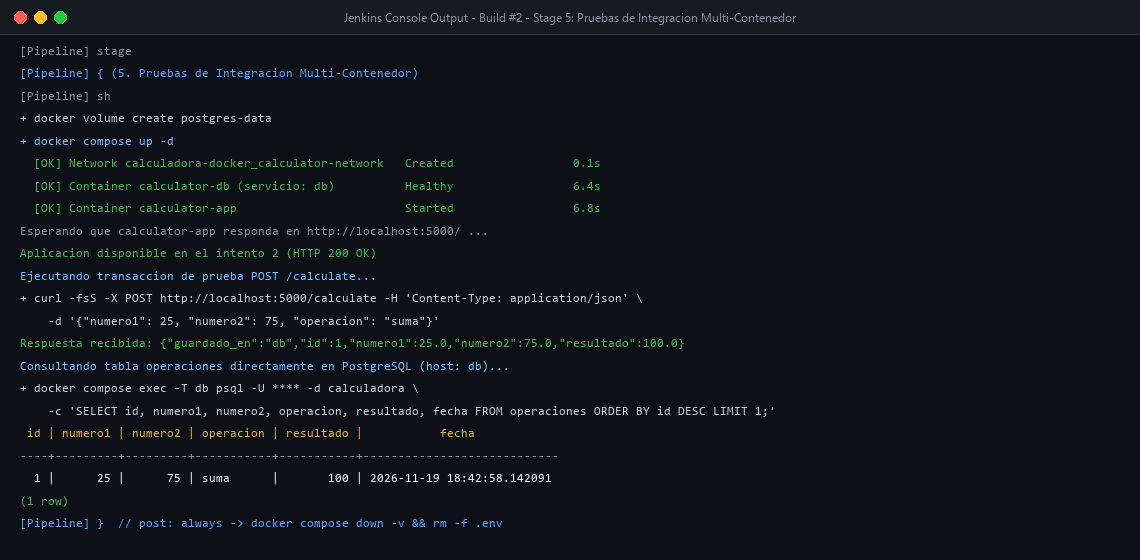 Jenkins Console Output - Build #2 - Stage 5: Pruebas de Integracion Multi-Contenedor
[Pipeline] stage
[Pipeline] { (5. Pruebas de Integracion Multi-Contenedor)
[Pipeline] sh
+ docker volume create postgres-data
+ docker compose up -d
[OK] Network calculadora-docker_calculator-network   Created                 0.1s
[OK] Container calculator-db (servicio: db)          Healthy                 6.4s
[OK] Container calculator-app                        Started                 6.8s
Esperando que calculator-app responda en http://localhost:5000/ ...
Aplicacion disponible en el intento 2 (HTTP 200 OK)
Ejecutando transaccion de prueba POST /calculate...
+ curl -fsS -X POST http://localhost:5000/calculate -H 'Content-Type: application/json' \
    -d '{"numero1": 25, "numero2": 75, "operacion": "suma"}'
Respuesta recibida: {"guardado_en":"db","id":1,"numero1":25.0,"numero2":75.0,"resultado":100.0}
Consultando tabla operaciones directamente en PostgreSQL (host: db)...
+ docker compose exec -T db psql -U **** -d calculadora \
    -c 'SELECT id, numero1, numero2, operacion, resultado, fecha FROM operaciones ORDER BY id DESC LIMIT 1;'
 id | numero1 | numero2 | operacion | resultado |           fecha
----+---------+---------+-----------+-----------+----------------------------
  1 |      25 |      75 | suma      |       100 | 2026-11-19 18:42:58.142091
(1 row)
[Pipeline] }  // post: always -> docker compose down -v && rm -f .env